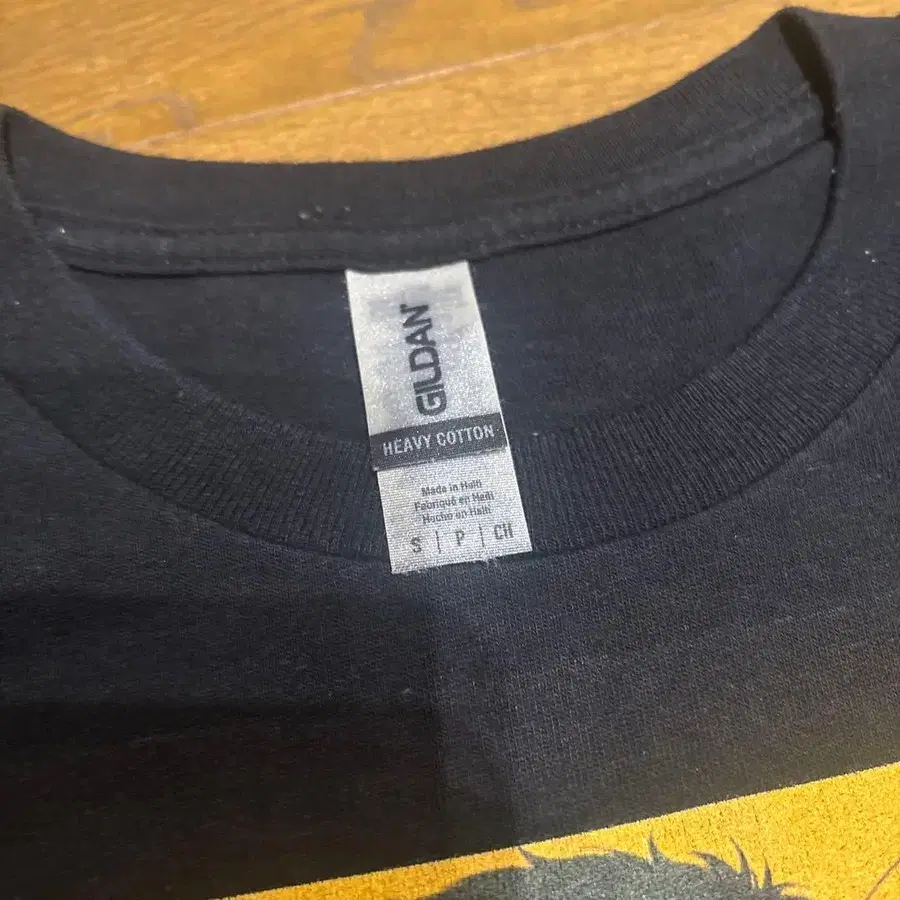 GILDAN
HEAVY COTTON
Made in Haiti
Fabriqué en Haïti
Hecho en Haití
S | P | CH